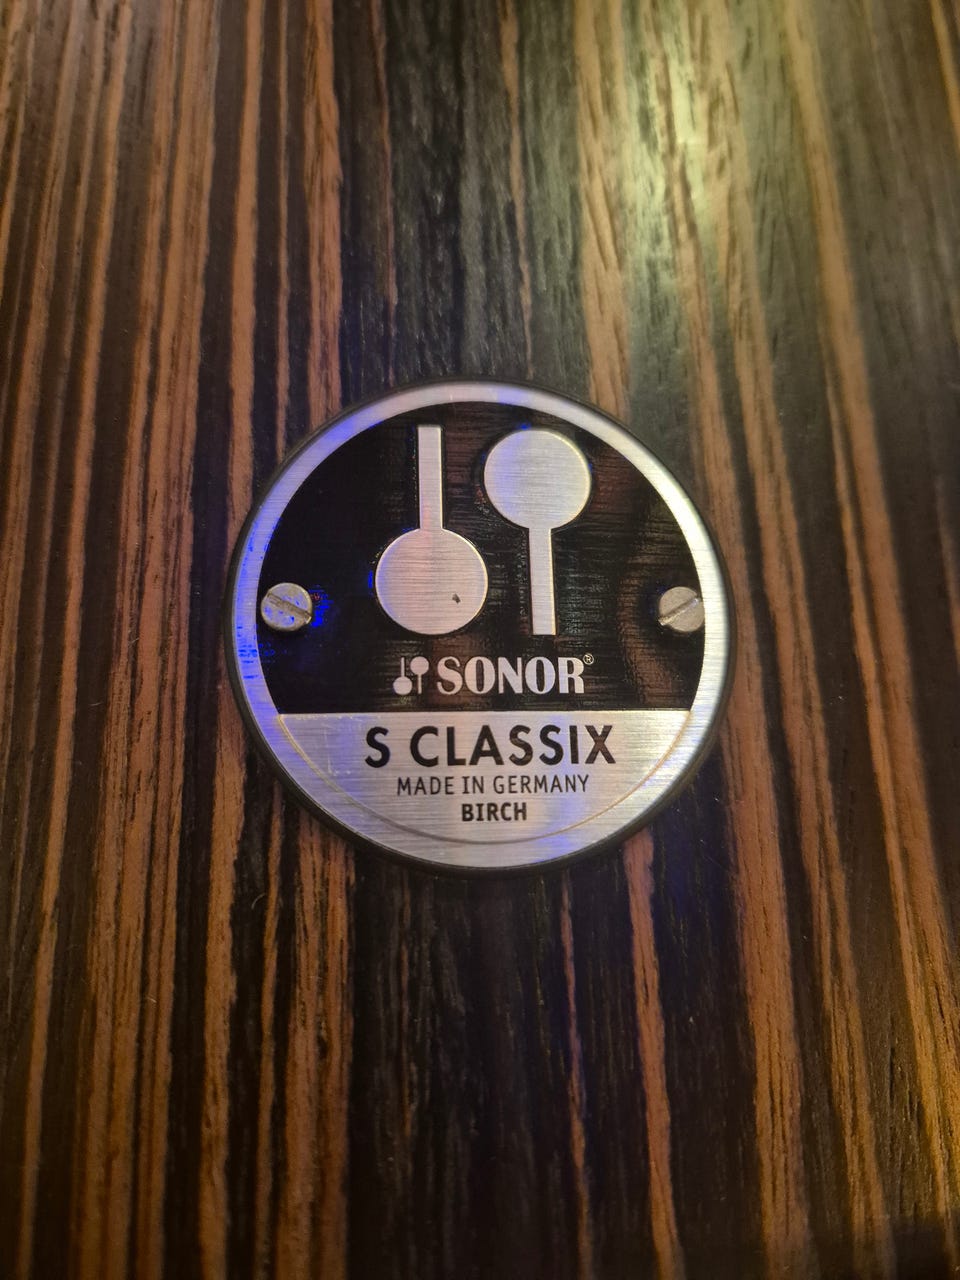 SONOR®
S CLASSIX
MADE IN GERMANY
BIRCH